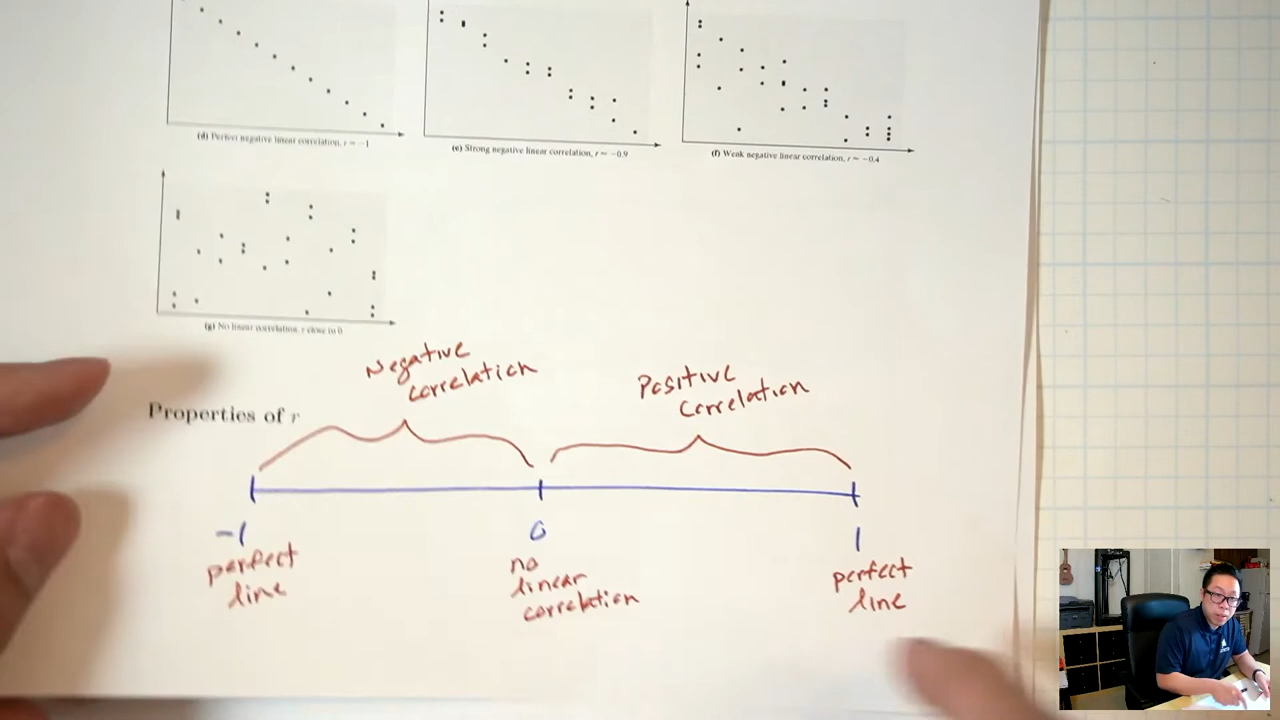 (d) Perfect negative linear correlation, r = −1
(e) Strong negative linear correlation, r ≈ −0.9
(f) Weak negative linear correlation, r ≈ −0.4
(g) No linear correlation, r close to 0
Negative
correlation
Positive
Correlation
Properties of r
-1
0
1
perfect
line
no
linear
correlation
perfect
line